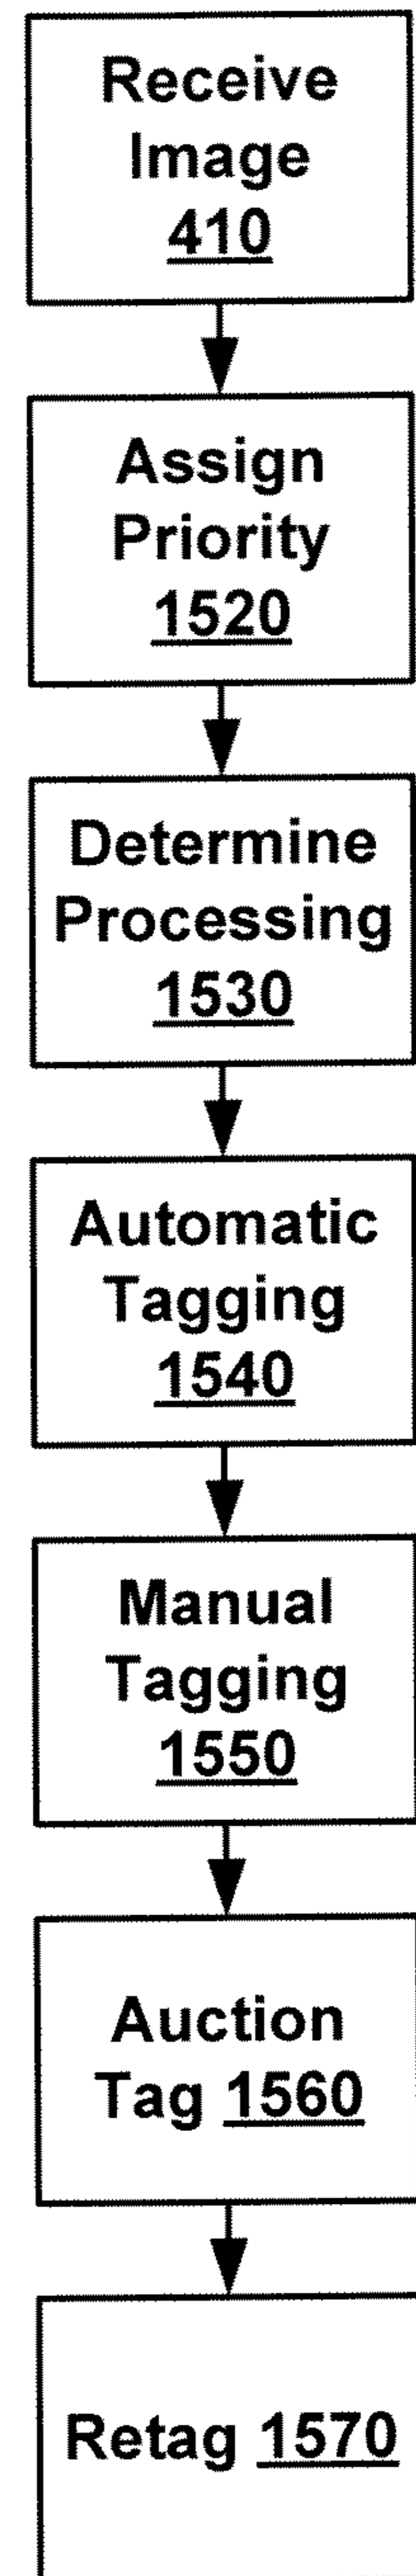 Receive
Image
410
Assign
Priority
1520
Determine
Processing
1530
Automatic
Tagging
1540
Manual
Tagging
1550
Auction
Tag 1560
Retag 1570